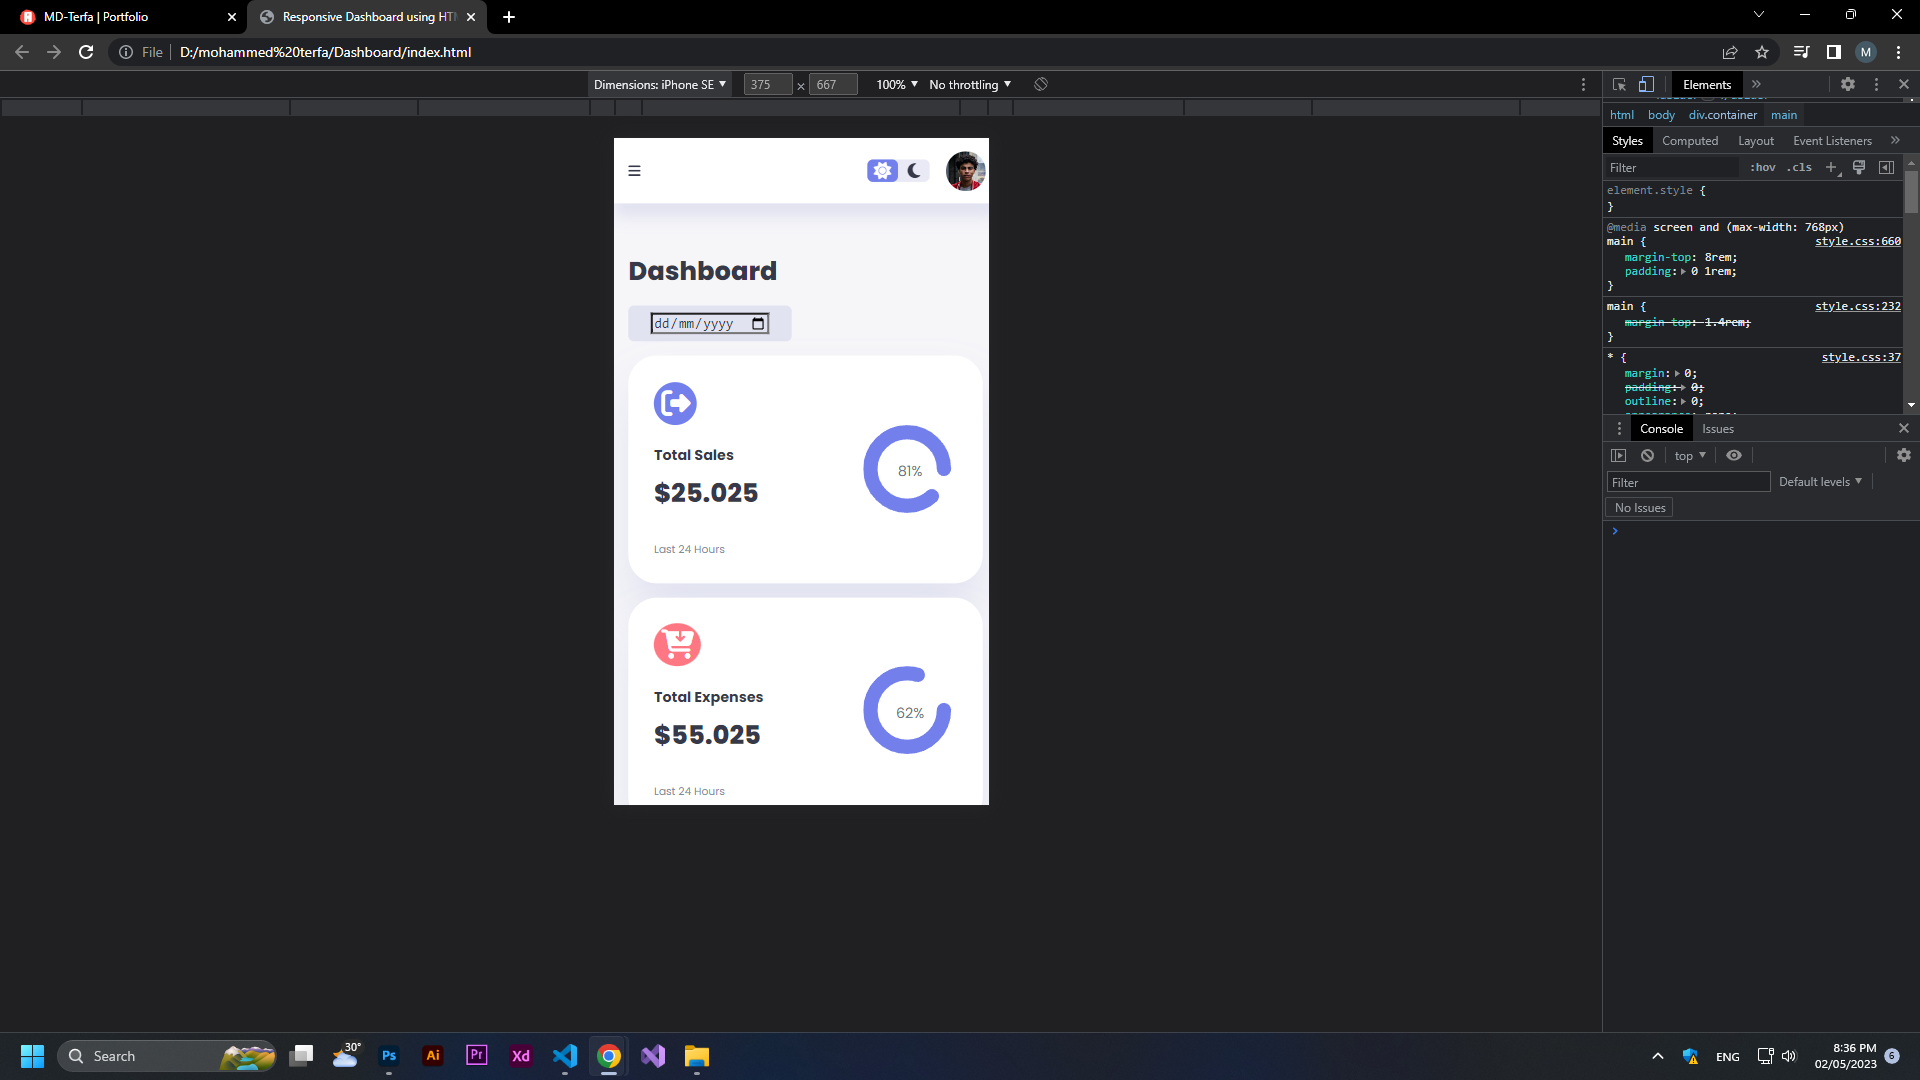 MD-Terfa | Portfolio
Responsive Dashboard using HT
File
D:/mohammed%20terfa/Dashboard/index.html
M
Dimensions: iPhone SE
375 × 667
100%
No throttling
Elements
html body div.container main
Styles Computed Layout Event Listeners
Filter
:hov .cls
element.style {
}
@media screen and (max-width: 768px)
main {
style.css:660
margin-top: 8rem;
padding: 0 1rem;
}
main {
style.css:232
margin-top: 1.4rem;
}
* {
style.css:37
margin: 0;
padding: 0;
outline: 0;
Console Issues
top
Filter
Default levels
No Issues
Dashboard
dd/mm/yyyy
Total Sales
$25.025
81%
Last 24 Hours
Total Expenses
$55.025
62%
Last 24 Hours
Search
30°
Ps
Ai
Pr
Xd
ENG
8:36 PM
02/05/2023
6